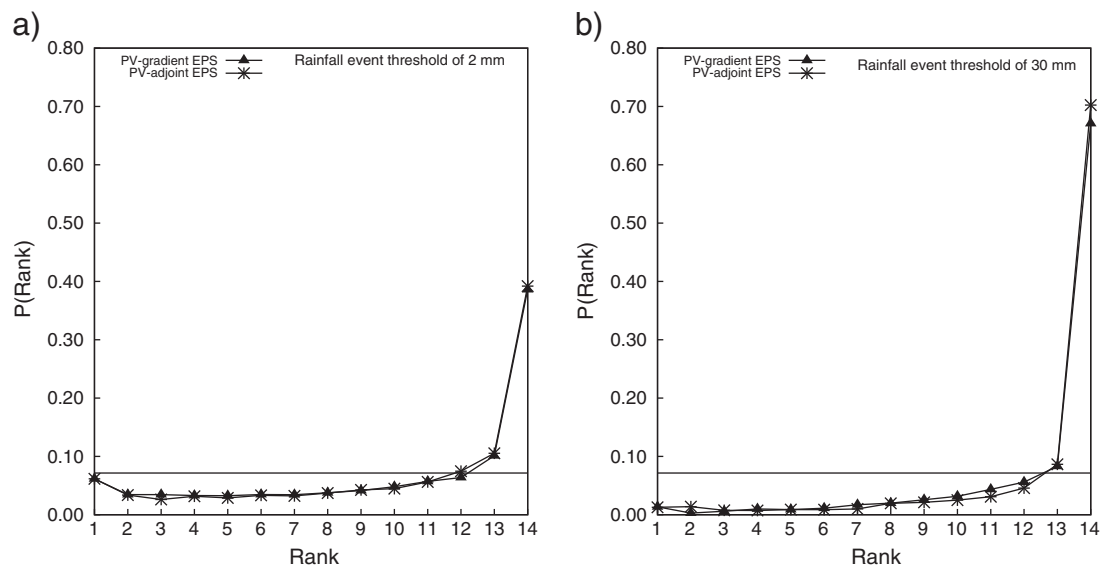 a)
0.80
0.70
0.60
0.50
0.40
0.30
0.20
0.10
0.00
P(Rank)
PV-gradient EPS
PV-adjoint EPS
Rainfall event threshold of 2 mm
1 2 3 4 5 6 7 8 9 10 11 12 13 14
Rank
b)
0.80
0.70
0.60
0.50
0.40
0.30
0.20
0.10
0.00
P(Rank)
PV-gradient EPS
PV-adjoint EPS
Rainfall event threshold of 30 mm
1 2 3 4 5 6 7 8 9 10 11 12 13 14
Rank